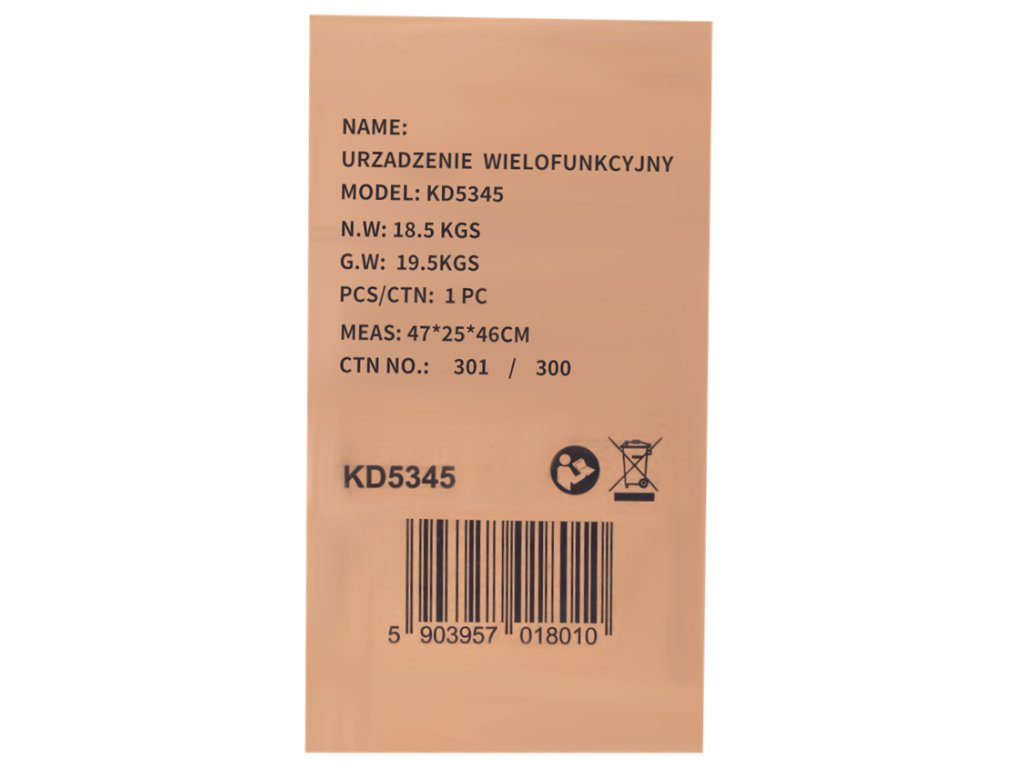 NAME:
URZADZENIE WIELOFUNKCYJNY
MODEL: KD5345
N.W: 18.5 KGS
G.W: 19.5KGS
PCS/CTN: 1 PC
MEAS: 47*25*46CM
CTN NO.: 301 / 300
KD5345
5 903957 018010